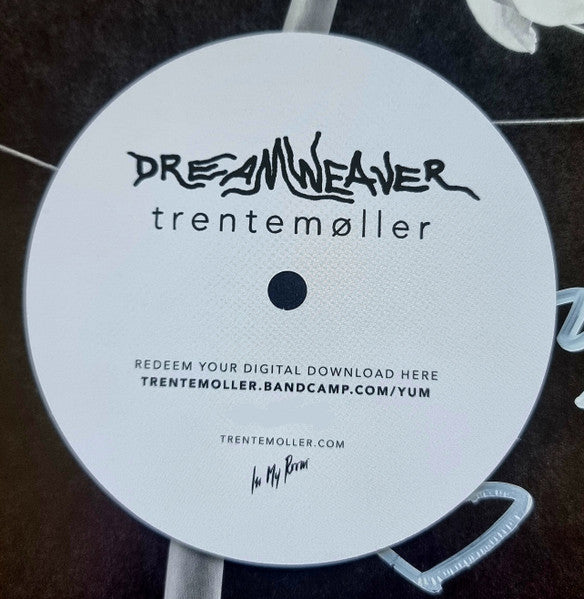 DREAMWEAVER
trentemøller
REDEEM YOUR DIGITAL DOWNLOAD HERE
TRENTEMOLLER.BANDCAMP.COM/YUM
TRENTEMOLLER.COM
In My Room